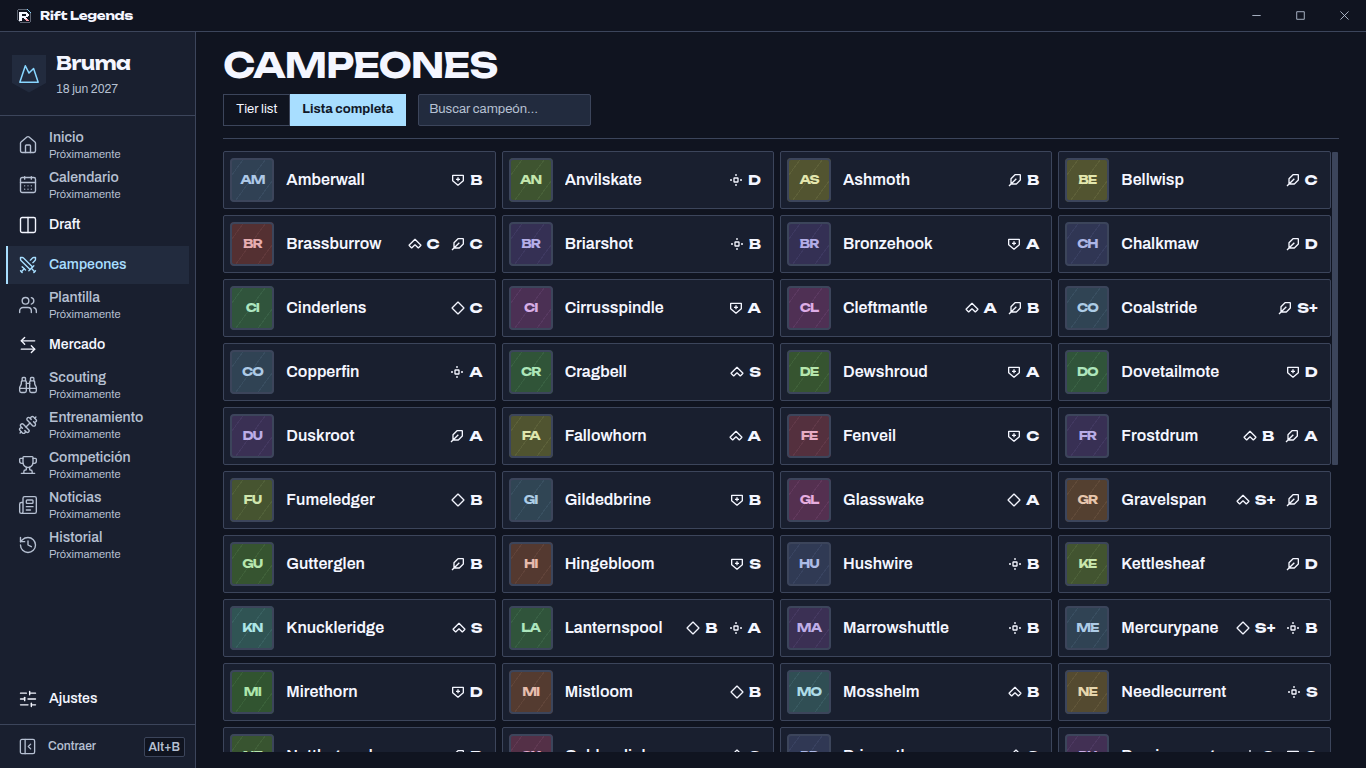 Rift Legends
Bruma
18 jun 2027
Inicio
Próximamente
Calendario
Próximamente
Draft
Campeones
Plantilla
Próximamente
Mercado
Scouting
Próximamente
Entrenamiento
Próximamente
Competición
Próximamente
Noticias
Próximamente
Historial
Próximamente
Ajustes
Contraer Alt+B
CAMPEONES
Tier list Lista completa Buscar campeón...
AM Amberwall B
AN Anvilskate D
AS Ashmoth B
BE Bellwisp C
BR Brassburrow C C
BR Briarshot B
BR Bronzehook A
CH Chalkmaw D
CI Cinderlens C
CI Cirrusspindle A
CL Cleftmantle A B
CO Coalstride S+
CO Copperfin A
CR Cragbell S
DE Dewshroud A
DO Dovetailmote D
DU Duskroot A
FA Fallowhorn A
FE Fenveil C
FR Frostdrum B A
FU Fumeledger B
GI Gildedbrine B
GL Glasswake A
GR Gravelspan S+ B
GU Gutterglen B
HI Hingebloom S
HU Hushwire B
KE Kettlesheaf D
KN Knuckleridge S
LA Lanternspool B A
MA Marrowshuttle B
ME Mercurypane S+ B
MI Mirethorn D
MI Mistloom B
MO Mosshelm B
NE Needlecurrent S